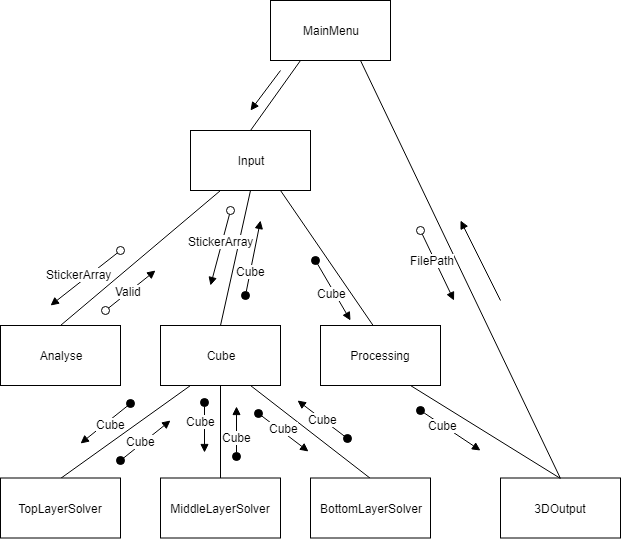 MainMenu
Input
StickerArray
Cube
FilePath
StickerArray
Valid
Cube
Analyse
Cube
Processing
Cube
Cube
Cube
Cube
Cube
Cube
Cube
TopLayerSolver
MiddleLayerSolver
BottomLayerSolver
3DOutput